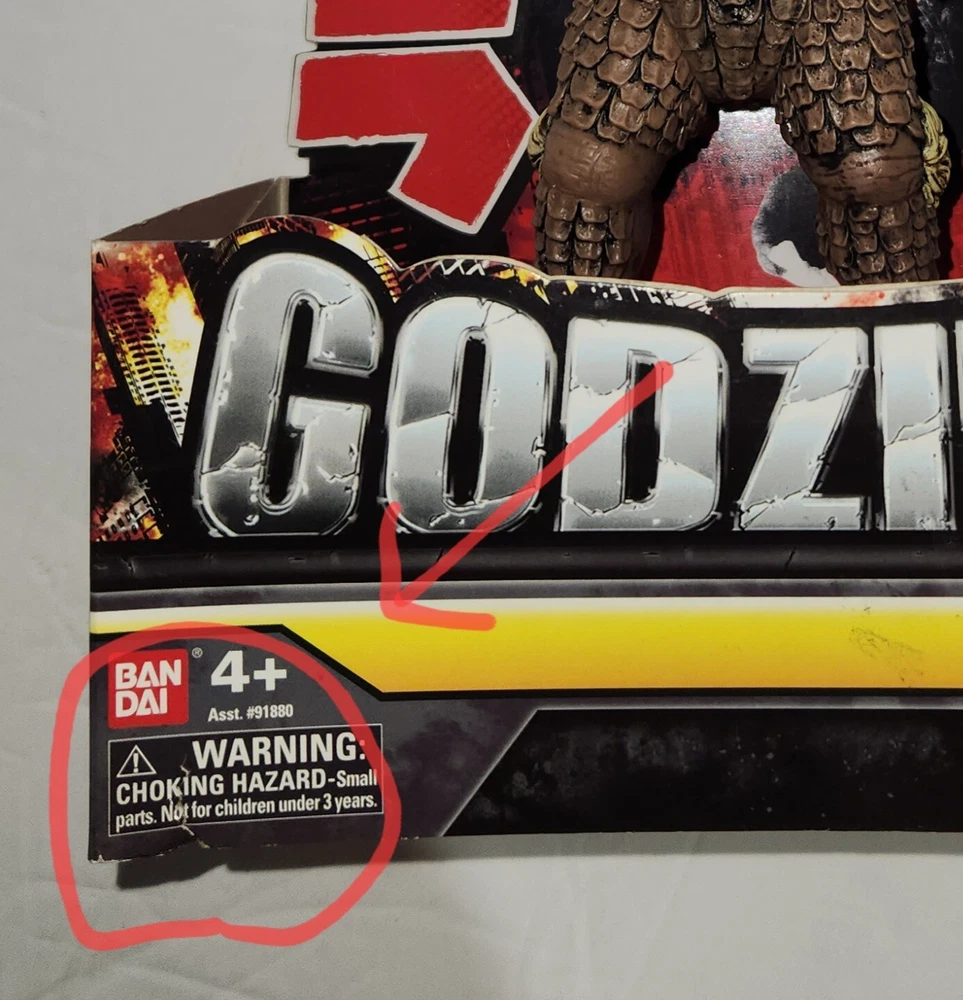 GODZI
BAN
DAI
®
4+
Asst. #91880
WARNING:
CHOKING HAZARD-Small
parts. Not for children under 3 years.